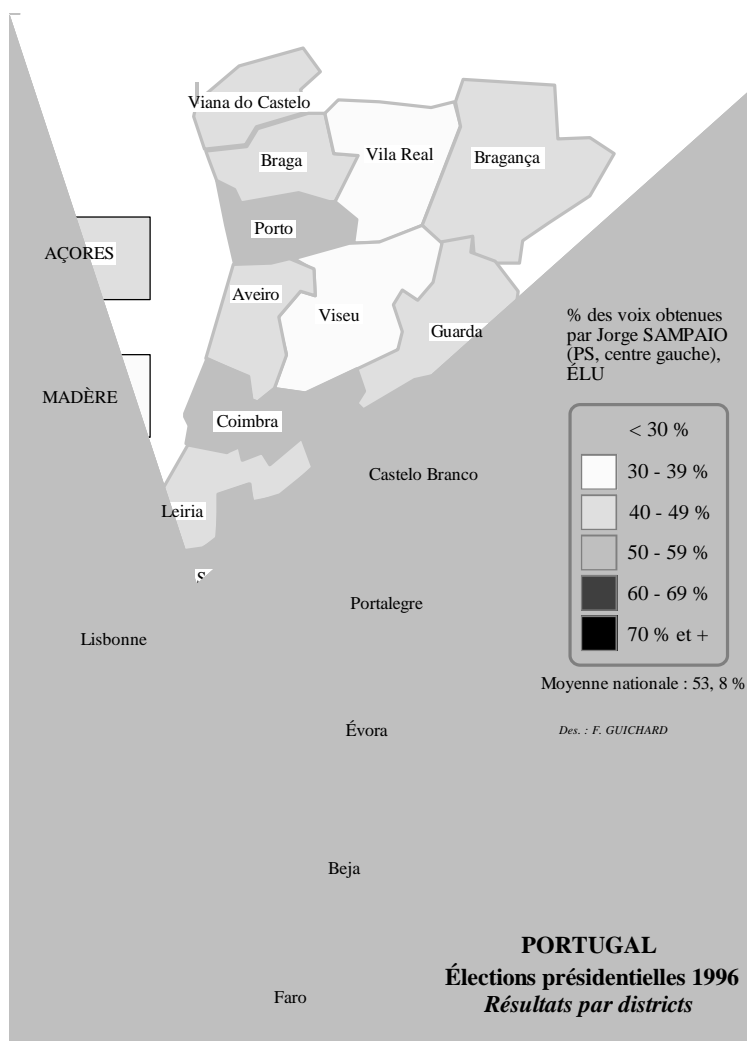 Viana do Castelo
Braga
Vila Real
Bragança
Porto
AÇORES
Aveiro
Viseu
Guarda
% des voix obtenues
par Jorge SAMPAIO
(PS, centre gauche),
ÉLU
MADÈRE
Coimbra
< 30 %
30 - 39 %
40 - 49 %
50 - 59 %
60 - 69 %
70 % et +
Castelo Branco
Leiria
Portalegre
Lisbonne
Moyenne nationale : 53, 8 %
Évora
Des. : F. GUICHARD
Beja
PORTUGAL
Élections présidentielles 1996
Résultats par districts
Faro